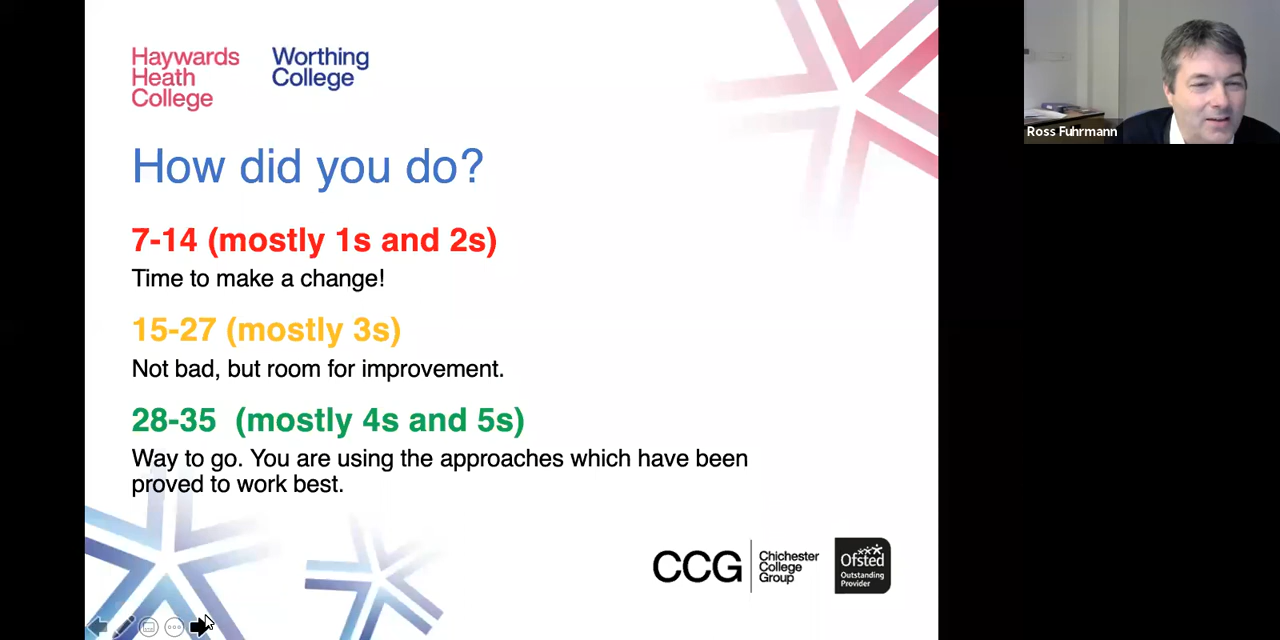 Haywards
Heath
College
Worthing
College
How did you do?
7-14 (mostly 1s and 2s)
Time to make a change!
15-27 (mostly 3s)
Not bad, but room for improvement.
28-35 (mostly 4s and 5s)
Way to go. You are using the approaches which have been
proved to work best.
CCG
Chichester
College
Group
Ofsted
Outstanding
Provider
Ross Fuhrmann